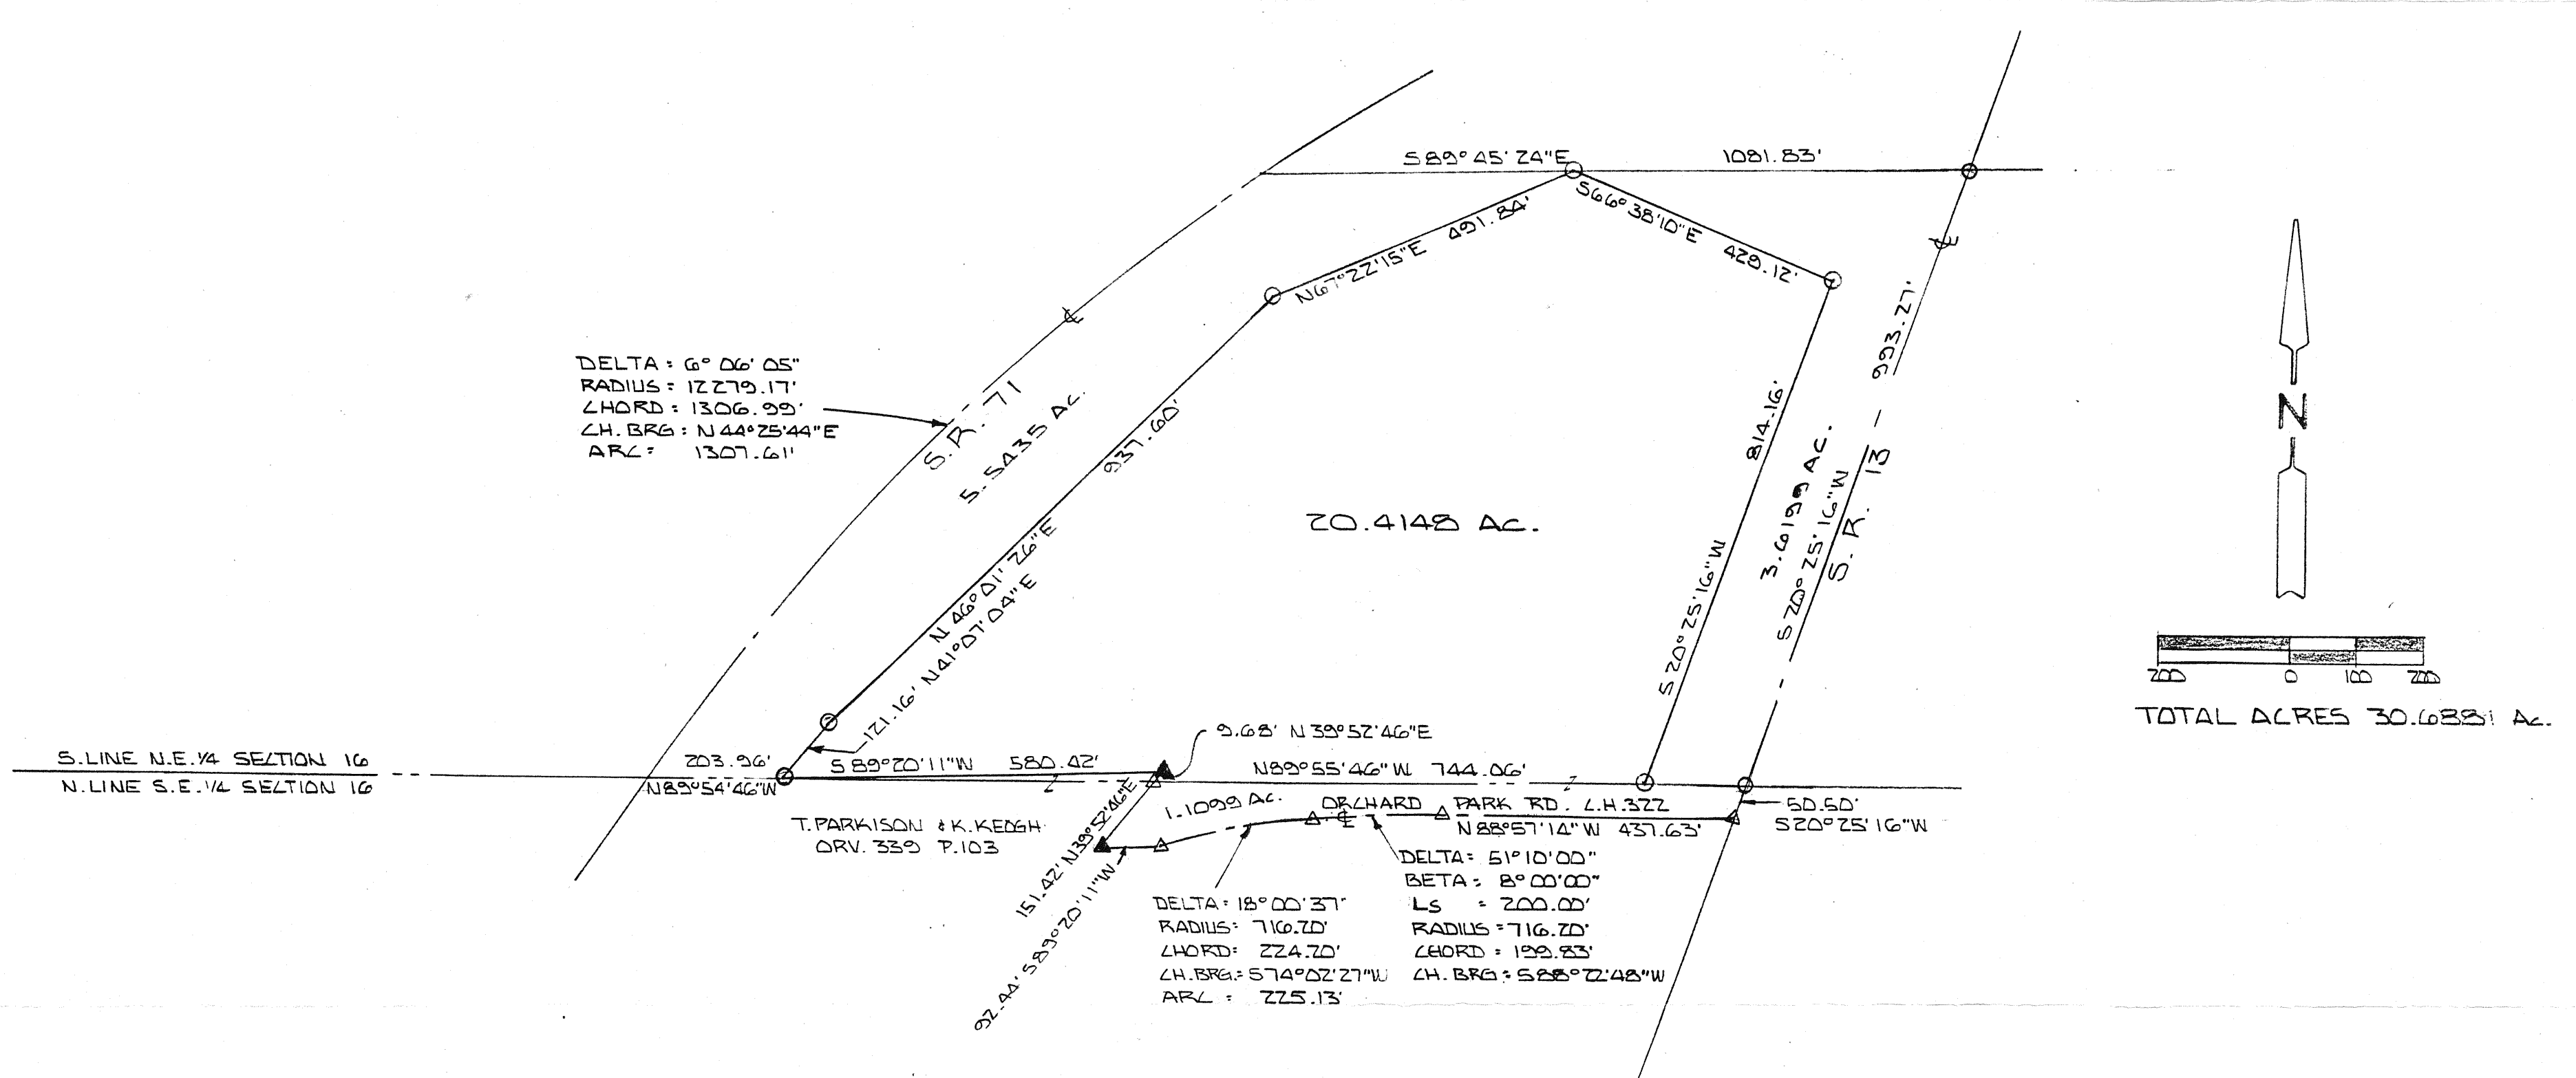 S89°45'24"E 1081.83'
S66°38'10"E 429.12'
N67°22'15"E 491.84'
993.27'
DELTA: 6° 06' 05"
RADIUS = 12279.17'
CHORD = 1306.99'
CH. BRG: N44°25'44"E
ARC = 1307.61'
S.R. 71
5.5435 AC.
937.60'
N 46°01'26"E
121.16' N41°07'04"E
20.4148 AC.
814.16'
S20°25'16"W
3.6199 AC.
S20°25'16"W
S.R. 13
N
200 0 100 200
TOTAL ACRES 30.6881 AC.
S.LINE N.E.1/4 SECTION 16
N.LINE S.E.1/4 SECTION 16
203.96'
N89°54'46"W
S89°20'11"W 580.42'
9.68' N39°52'46"E
N89°55'46"W 744.06'
T.PARKISON & K.KEOGH
ORV. 339 P.103
151.42' N39°52'46"E
92.44' S89°20'11"W
1.1099 AC.
ORCHARD PARK RD. C.H.322
N88°57'14"W 437.63'
50.50'
S20°25'16"W
DELTA = 18°00'37"
RADIUS = 716.20'
CHORD = 224.20'
CH.BRG.= S74°02'27"W
ARC = 225.13'
DELTA = 51°10'00"
BETA = 8°00'00"
Ls = 200.00'
RADIUS = 716.20'
CHORD = 199.83'
CH. BRG = S88°22'48"W